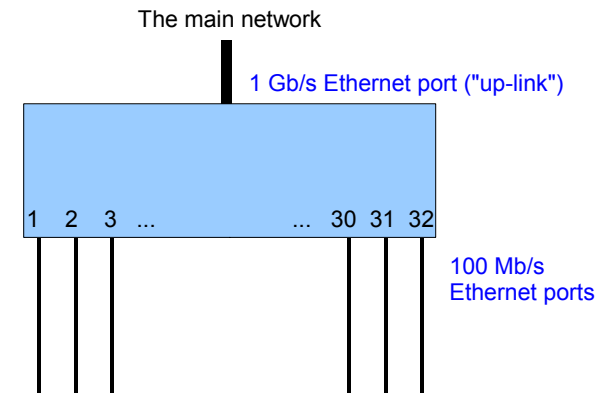 The main network
1 Gb/s Ethernet port ("up-link")
1 2 3 ... ... 30 31 32
100 Mb/s
Ethernet ports